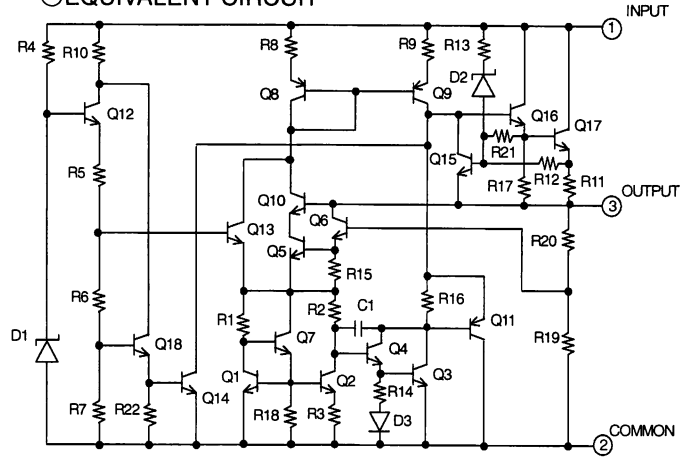 EQUIVALENT CIRCUIT
INPUT
1
R4
R10
R8
R9
R13
D2
Q8
Q9
Q12
Q16
Q17
Q15
R21
R12
R5
R17
R11
OUTPUT
3
Q10
Q6
Q13
Q5
R20
R15
R6
R2
C1
R16
Q11
R1
Q7
R19
D1
Q18
Q4
Q1
Q2
Q3
Q14
R14
R7
R22
R18
R3
D3
COMMON
2